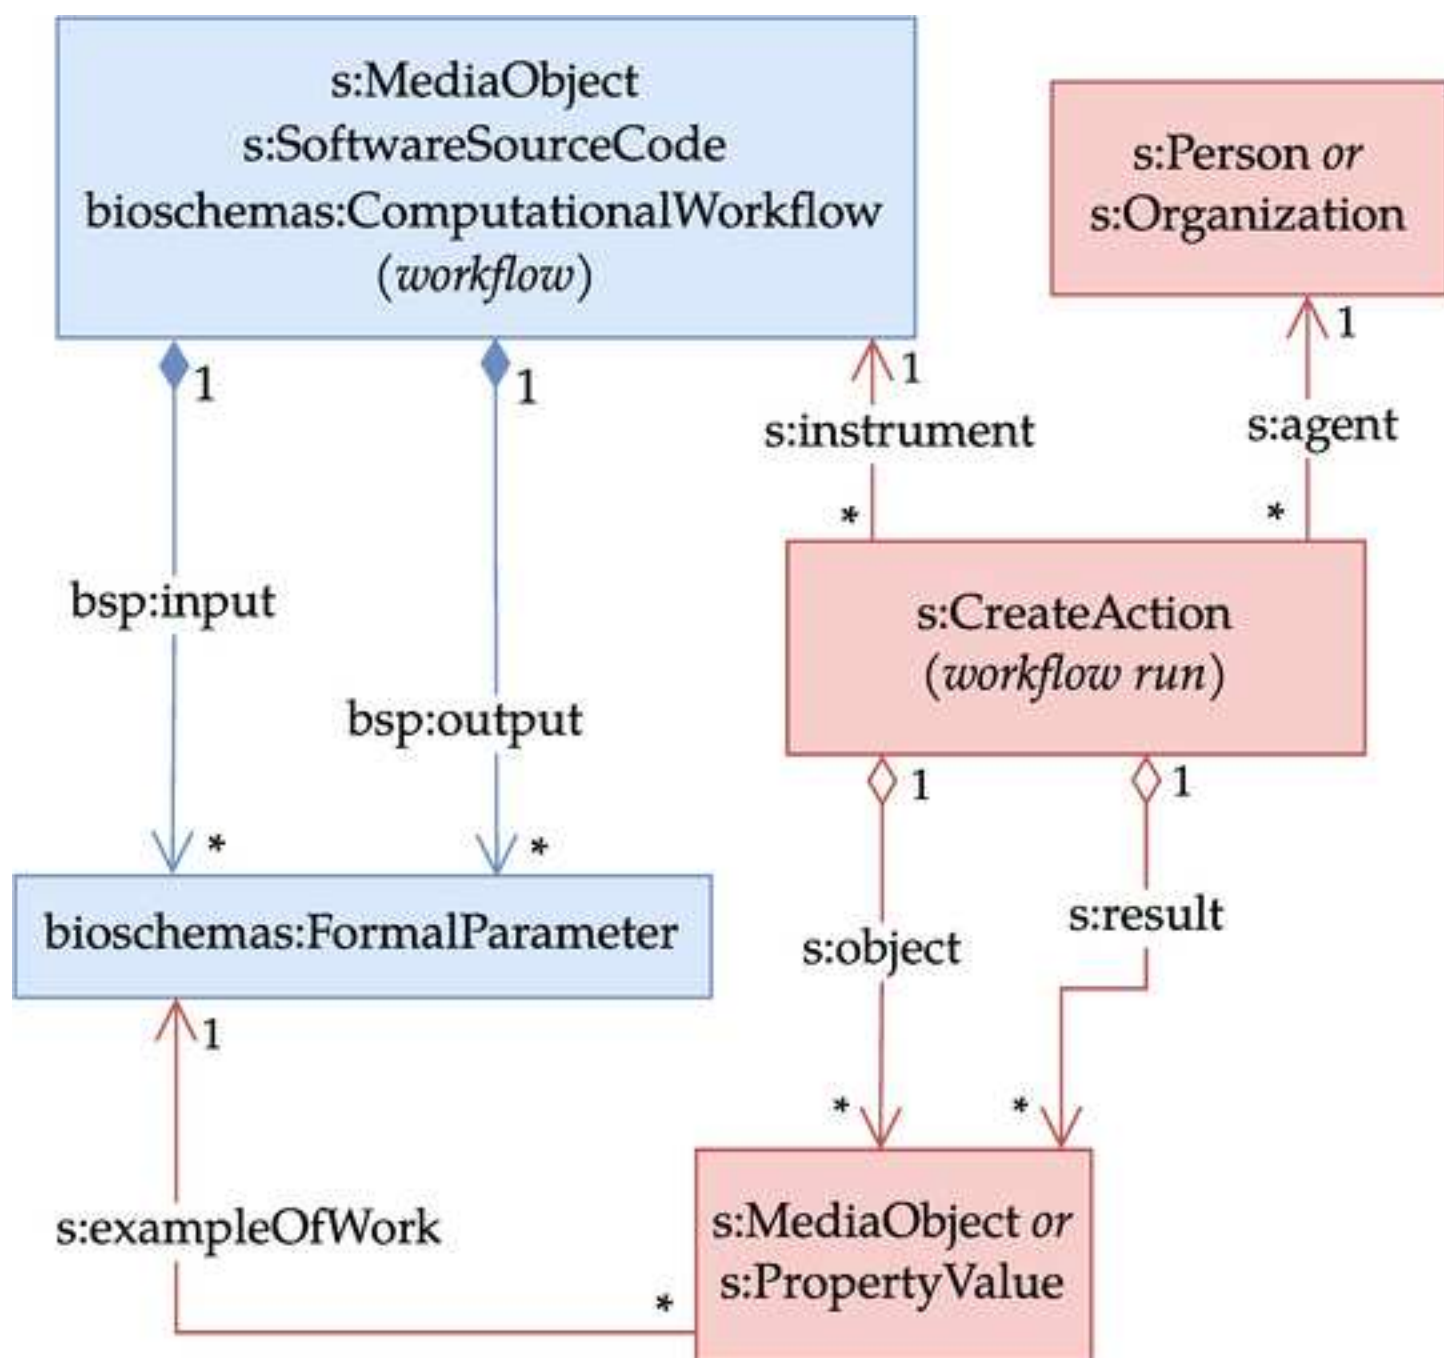 s:MediaObject
s:SoftwareSourceCode
bioschemas:ComputationalWorkflow
(workflow)
s:Person or
s:Organization
1
1
1
1
s:instrument
s:agent
*
*
bsp:input
s:CreateAction
(workflow run)
bsp:output
1
1
*
*
bioschemas:FormalParameter
s:result
s:object
1
*
*
s:exampleOfWork
s:MediaObject or
s:PropertyValue
*